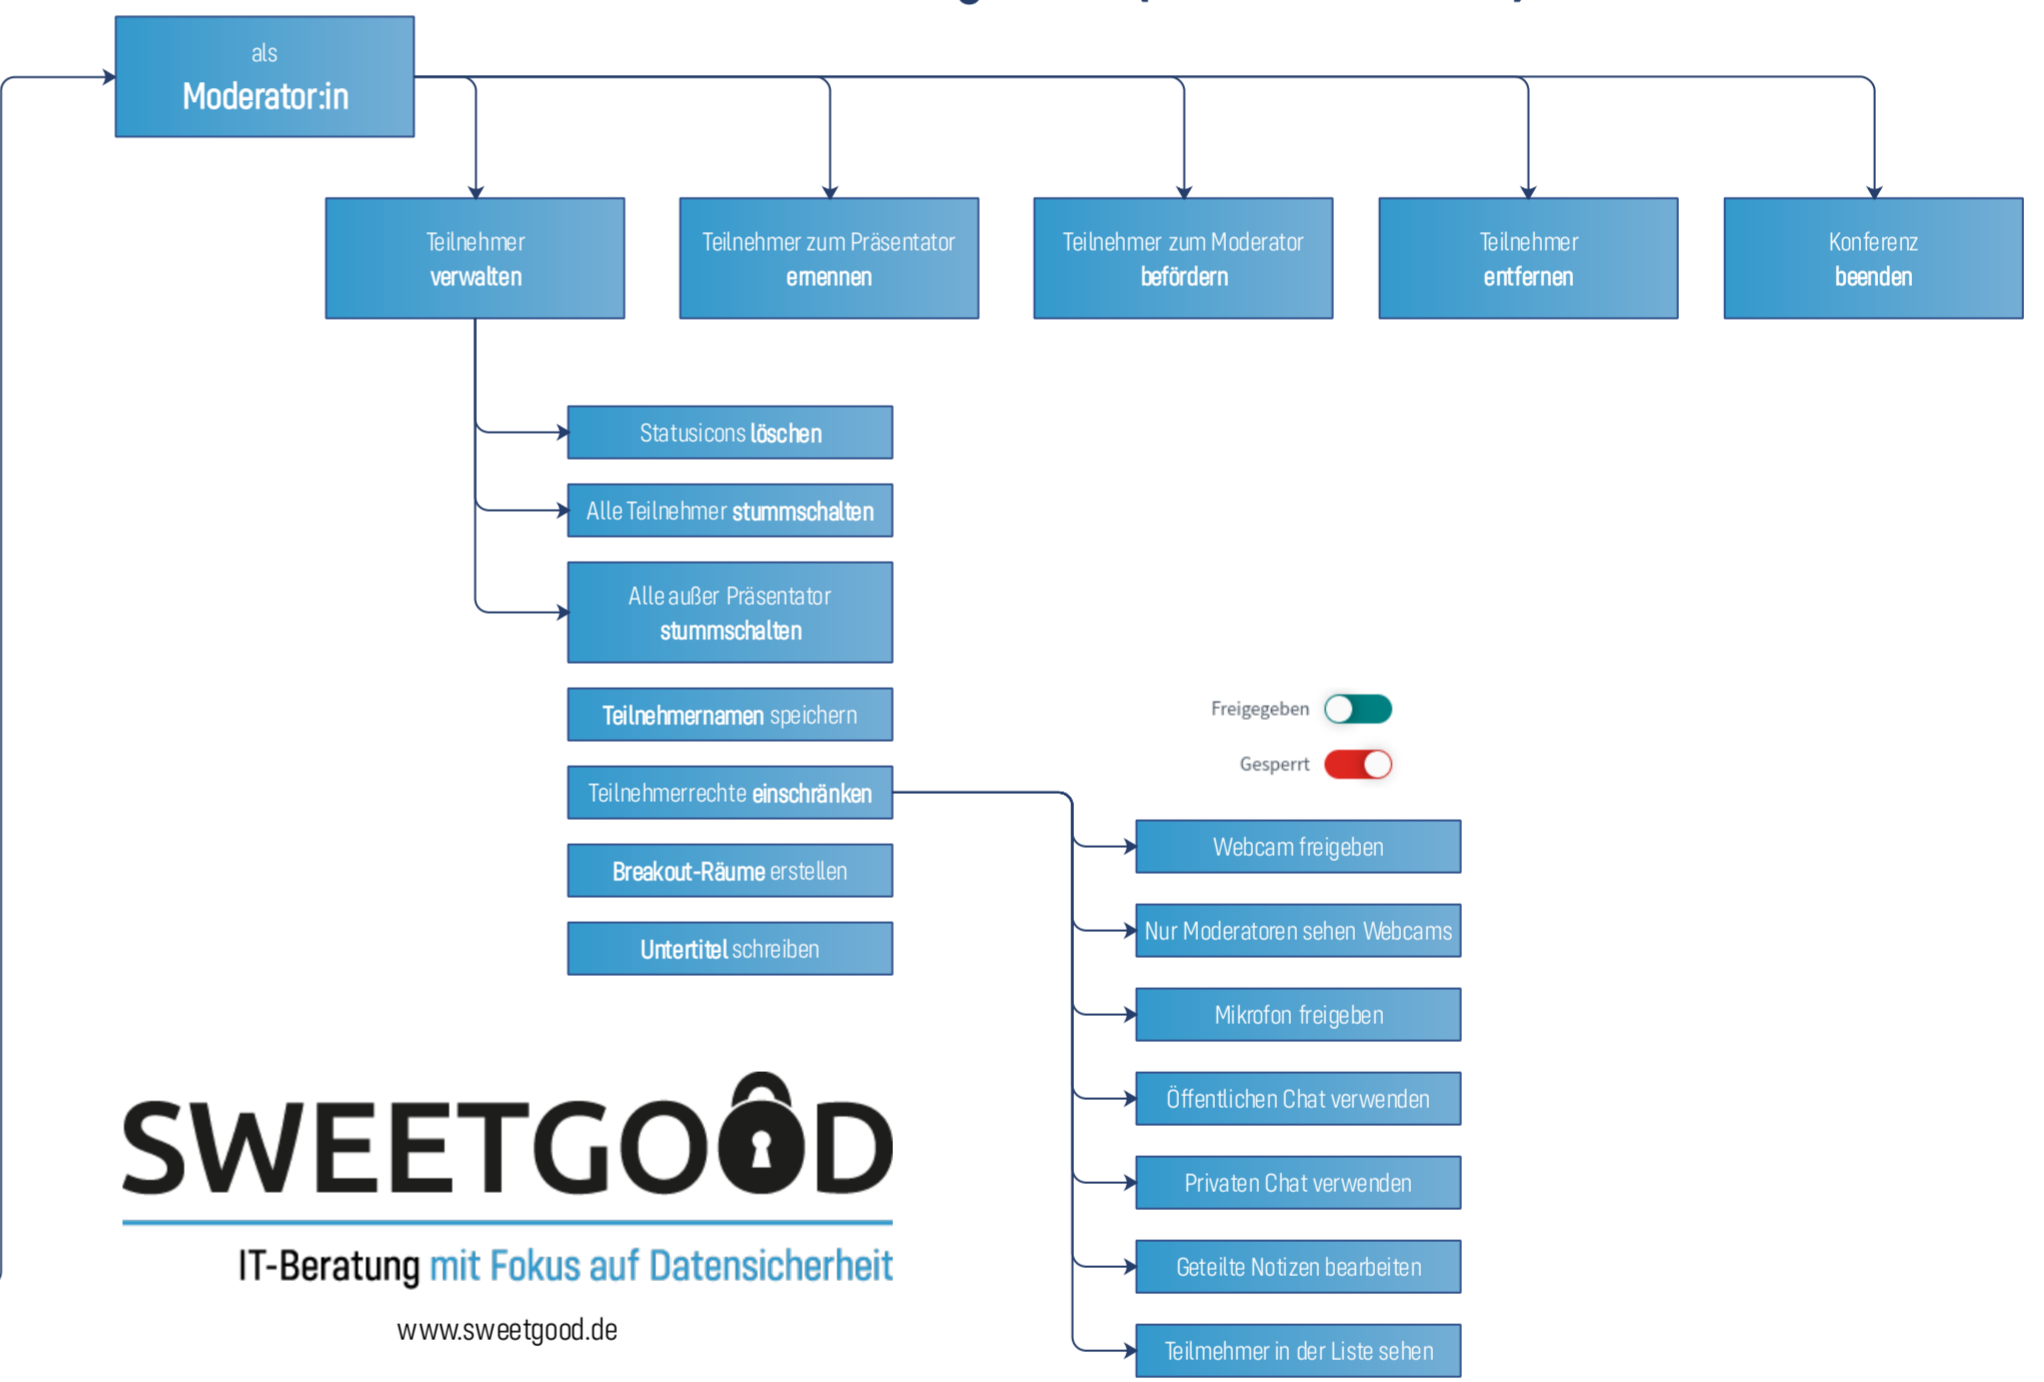 als
Moderator:in
Teilnehmer
verwalten
Teilnehmer zum Präsentator
ernennen
Teilnehmer zum Moderator
befördern
Teilnehmer
entfernen
Konferenz
beenden
Statusicons löschen
Alle Teilnehmer stummschalten
Alle außer Präsentator
stummschalten
Teilnehmernamen speichern
Teilnehmerrechte einschränken
Breakout-Räume erstellen
Untertitel schreiben
Freigegeben
Gesperrt
Webcam freigeben
Nur Moderatoren sehen Webcams
Mikrofon freigeben
Öffentlichen Chat verwenden
Privaten Chat verwenden
Geteilte Notizen bearbeiten
Teilmehmer in der Liste sehen
SWEETGOOD
IT-Beratung mit Fokus auf Datensicherheit
www.sweetgood.de